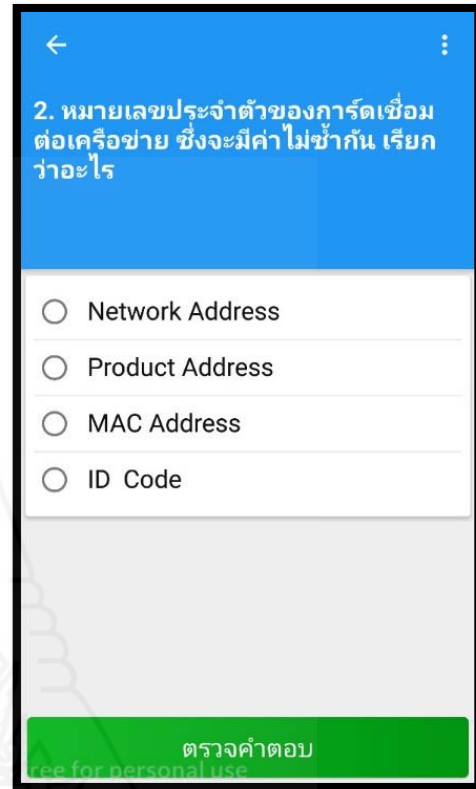 2. หมายเลขประจำตัวของการ์ดเชื่อม
ต่อเครือข่าย ซึ่งจะมีค่าไม่ซ้ำกัน เรียก
ว่าอะไร
Network Address
Product Address
MAC Address
ID Code
ตรวจคำตอบ
ree for personal use